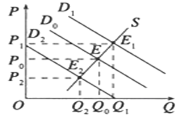 P D₁
D₀ S
P₁ D₂ E₁
P₀ E
P₂ E₂
O Q₂ Q₀ Q₁ Q